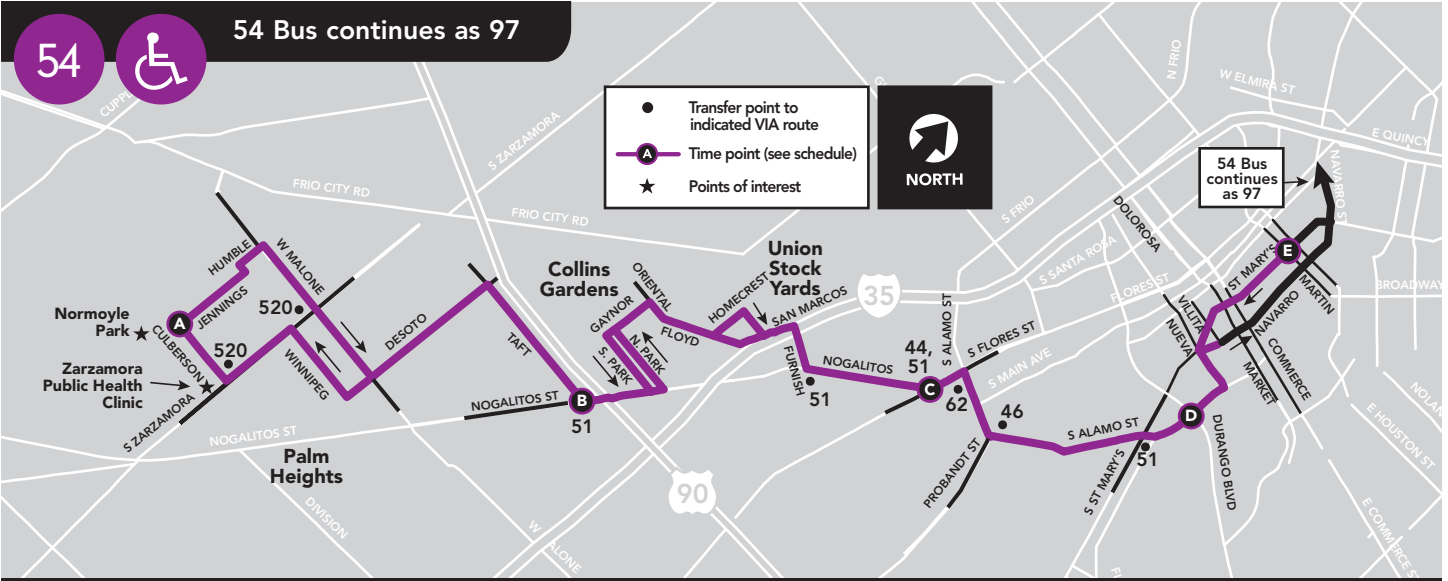 54 Bus continues as 97
54
Transfer point to
indicated VIA route
A
Time point (see schedule)
Points of interest
NORTH
54 Bus
continues
as 97
N FRIO
W ELMIRA ST
E QUINCY
NAVARRO ST
S ZARZAMORA
FRIO CITY RD
FRIO CITY RD
S FRIO
S SANTA ROSA
FLORES ST
DOLOROSA
BROADWAY
HUMBLE
W MALONE
JENNINGS
Normoyle
Park
A
CULBERSON
520
520
Zarzamora
Public Health
Clinic
S ZARZAMORA
WINNIPEG
DESOTO
TAFT
NOGALITOS ST
NOGALITOS ST
Palm
Heights
DIVISION
B
51
Collins
Gardens
ORIENTAL
GAYNOR
N. PARK
S. PARK
FLOYD
HOMECREST
Union
Stock
Yards
SAN MARCOS
35
90
FURNISH
51
NOGALITOS
44,
51
C
62
S ALAMO ST
S FLORES ST
S MAIN AVE
46
PROBANDT ST
S ALAMO ST
51
S ST MARY'S
D
DURANGO BLVD
NUEVA
VILLITA
ST MARY'S
E
MARTIN
NAVARRO
COMMERCE
MARKET
E HOUSTON ST